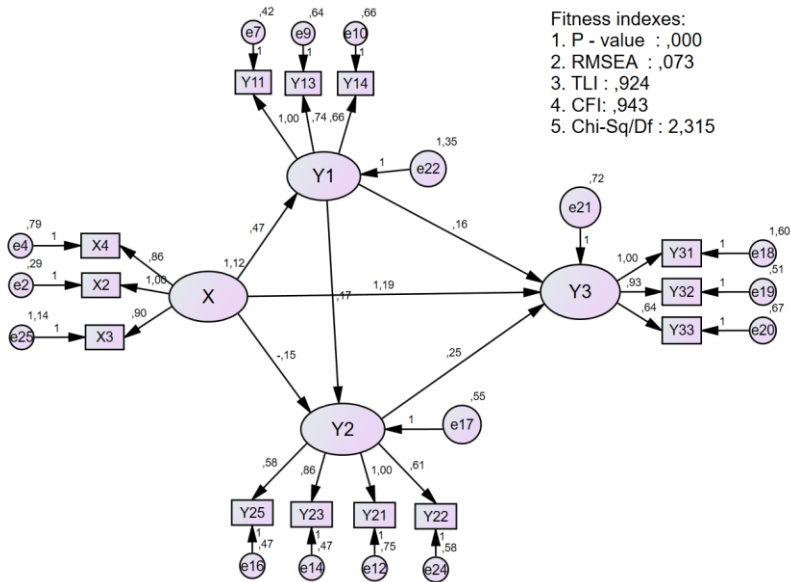 Fitness indexes:
1. P - value : ,000
2. RMSEA : ,073
3. TLI : ,924
4. CFI: ,943
5. Chi-Sq/Df : 2,315
,42 ,64 ,66
e7 e9 e10
1 1 1
Y11 Y13 Y14
1,00 ,74 ,66
1,35
Y1 1 e22
,72
e21
1
,47 ,16
,79
e4 1 X4 ,86
,29
e2 1 X2 1,00
1,14
e25 1 X3 ,90
1,12
X 1,19 ,17 Y3
1,00 Y31 1 e18 1,60
,93 Y32 1 e19 ,51
,64 Y33 1 e20 ,67
-,15 ,25
,55
Y2 1 e17
,58 ,86 1,00 ,61
Y25 Y23 Y21 Y22
1 1 1 1
,47 ,47 ,75 ,58
e16 e14 e12 e24